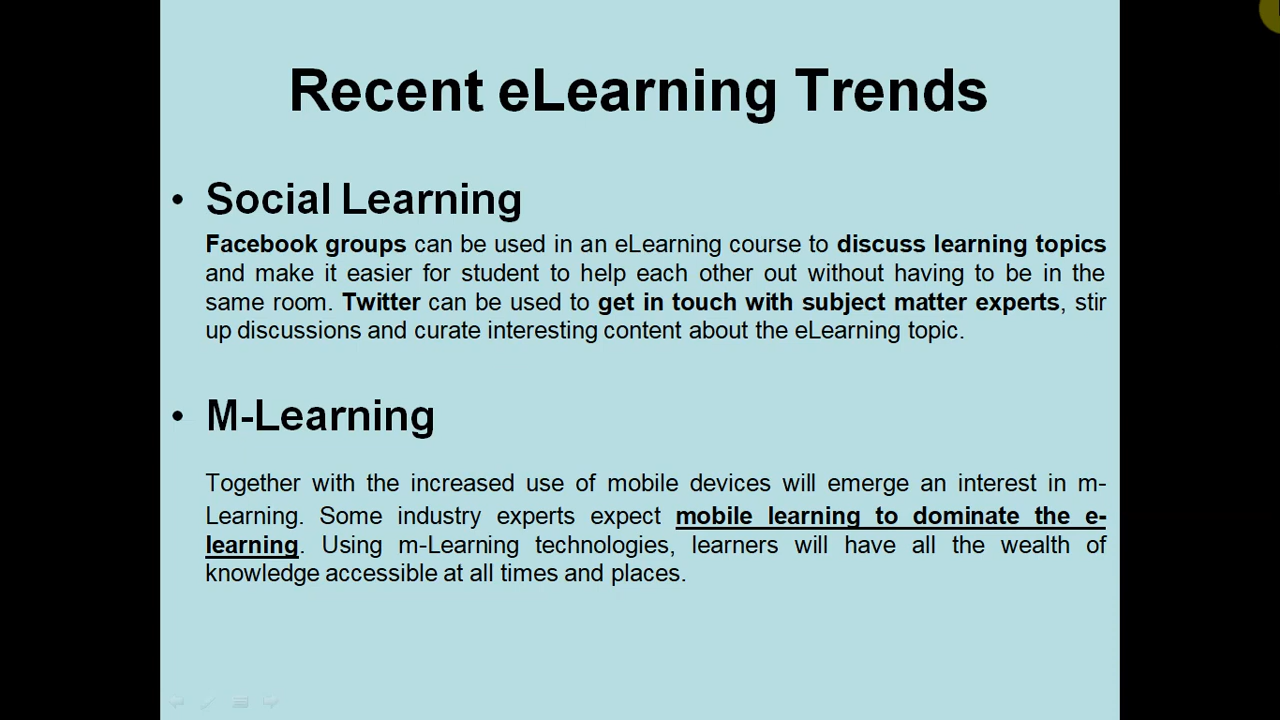 Recent eLearning Trends
• Social Learning
Facebook groups can be used in an eLearning course to discuss learning topics
and make it easier for student to help each other out without having to be in the
same room. Twitter can be used to get in touch with subject matter experts, stir
up discussions and curate interesting content about the eLearning topic.
• M-Learning
Together with the increased use of mobile devices will emerge an interest in m-
Learning. Some industry experts expect mobile learning to dominate the e-
learning. Using m-Learning technologies, learners will have all the wealth of
knowledge accessible at all times and places.